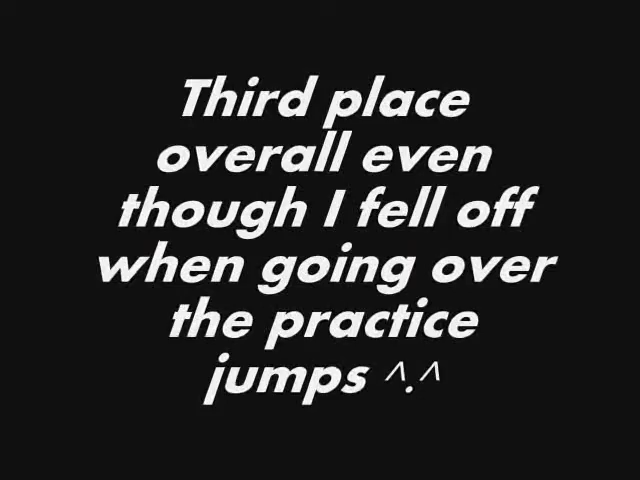 Third place
overall even
though I fell off
when going over
the practice
jumps ^.^